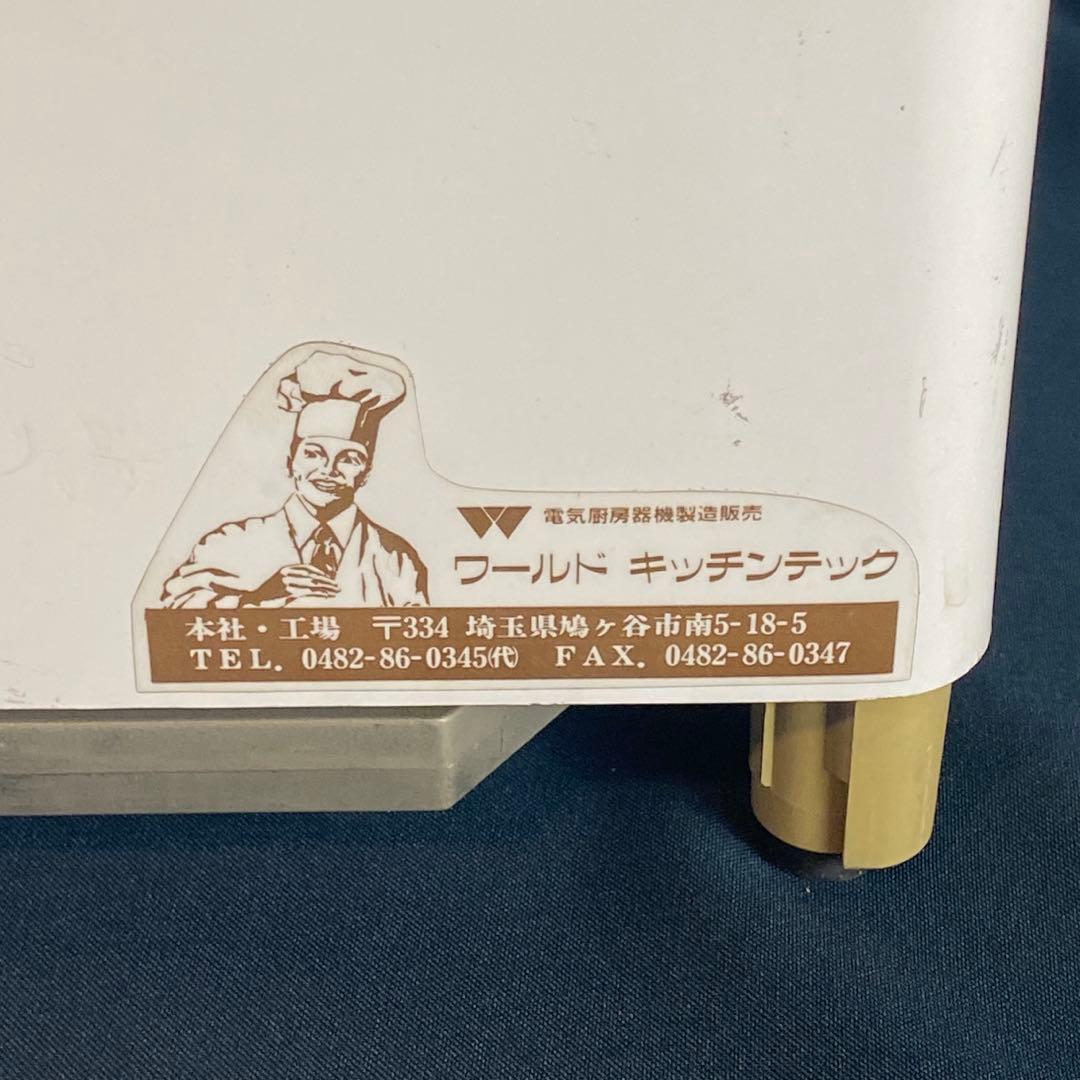 電気厨房器機製造販売
ワールド キッチンテック
本社・工場 〒334 埼玉県鳩ヶ谷市南5-18-5
TEL. 0482-86-0345㈹ FAX. 0482-86-0347